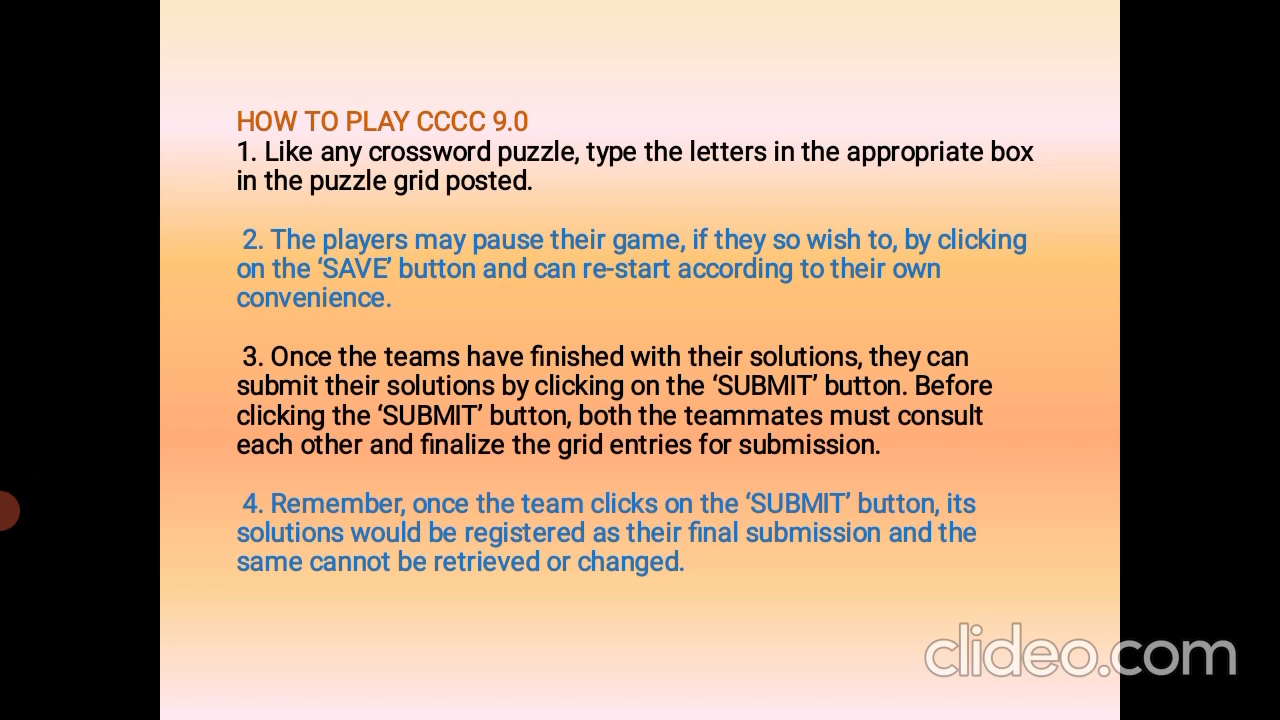 HOW TO PLAY CCCC 9.0
1. Like any crossword puzzle, type the letters in the appropriate box
in the puzzle grid posted.
2. The players may pause their game, if they so wish to, by clicking
on the ‘SAVE’ button and can re-start according to their own
convenience.
3. Once the teams have finished with their solutions, they can
submit their solutions by clicking on the ‘SUBMIT’ button. Before
clicking the ‘SUBMIT’ button, both the teammates must consult
each other and finalize the grid entries for submission.
4. Remember, once the team clicks on the ‘SUBMIT’ button, its
solutions would be registered as their final submission and the
same cannot be retrieved or changed.
clideo.com